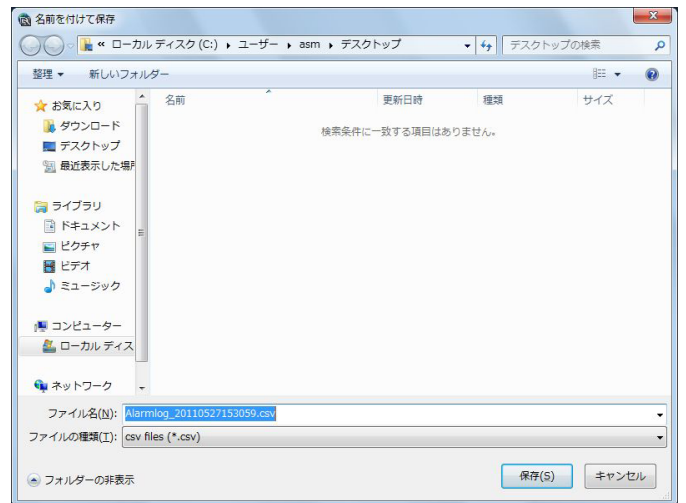 名前を付けて保存
« ローカル ディスク (C:) ▸ ユーザー ▸ asm ▸ デスクトップ
デスクトップの検索
整理 ▼ 新しいフォルダー
お気に入り
ダウンロード
デスクトップ
最近表示した場所
ライブラリ
ドキュメント
ピクチャ
ビデオ
ミュージック
コンピューター
ローカル ディス
ネットワーク
名前 更新日時 種類 サイズ
検索条件に一致する項目はありません。
ファイル名(N): Alarmlog_20110527153059.csv
ファイルの種類(T): csv files (*.csv)
フォルダーの非表示
保存(S) キャンセル